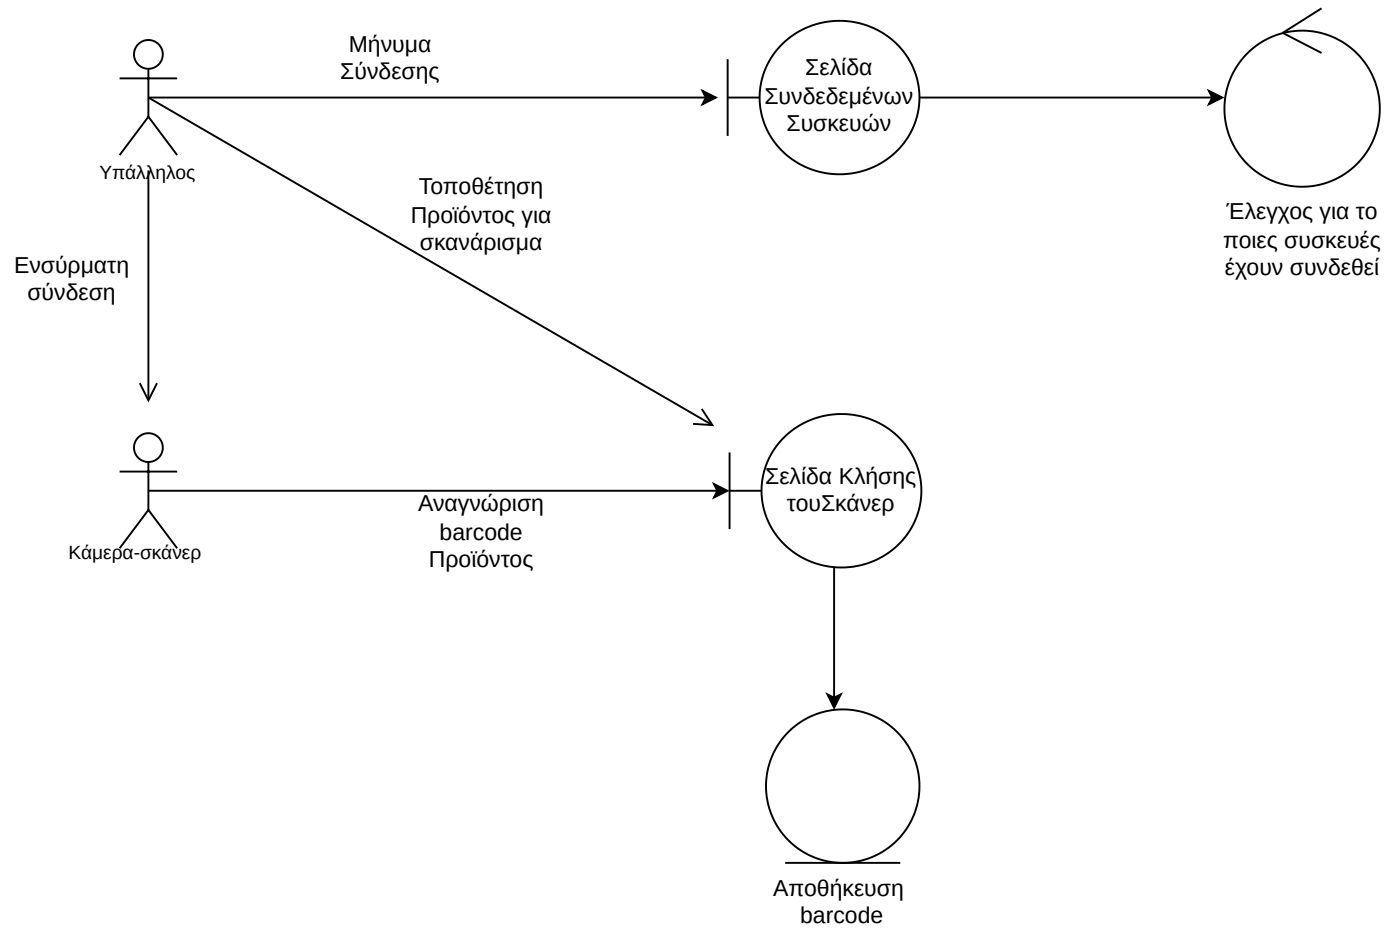 Μήνυμα
Σύνδεσης
Σελίδα
Συνδεδεμένων
Συσκευών
Υπάλληλος
Τοποθέτηση
Προϊόντος για
σκανάρισμα
Έλεγχος για το
ποιες συσκευές
έχουν συνδεθεί
Ενσύρματη
σύνδεση
Σελίδα Κλήσης
τουΣκάνερ
Αναγνώριση
barcode
Προϊόντος
Κάμερα-σκάνερ
Αποθήκευση
barcode